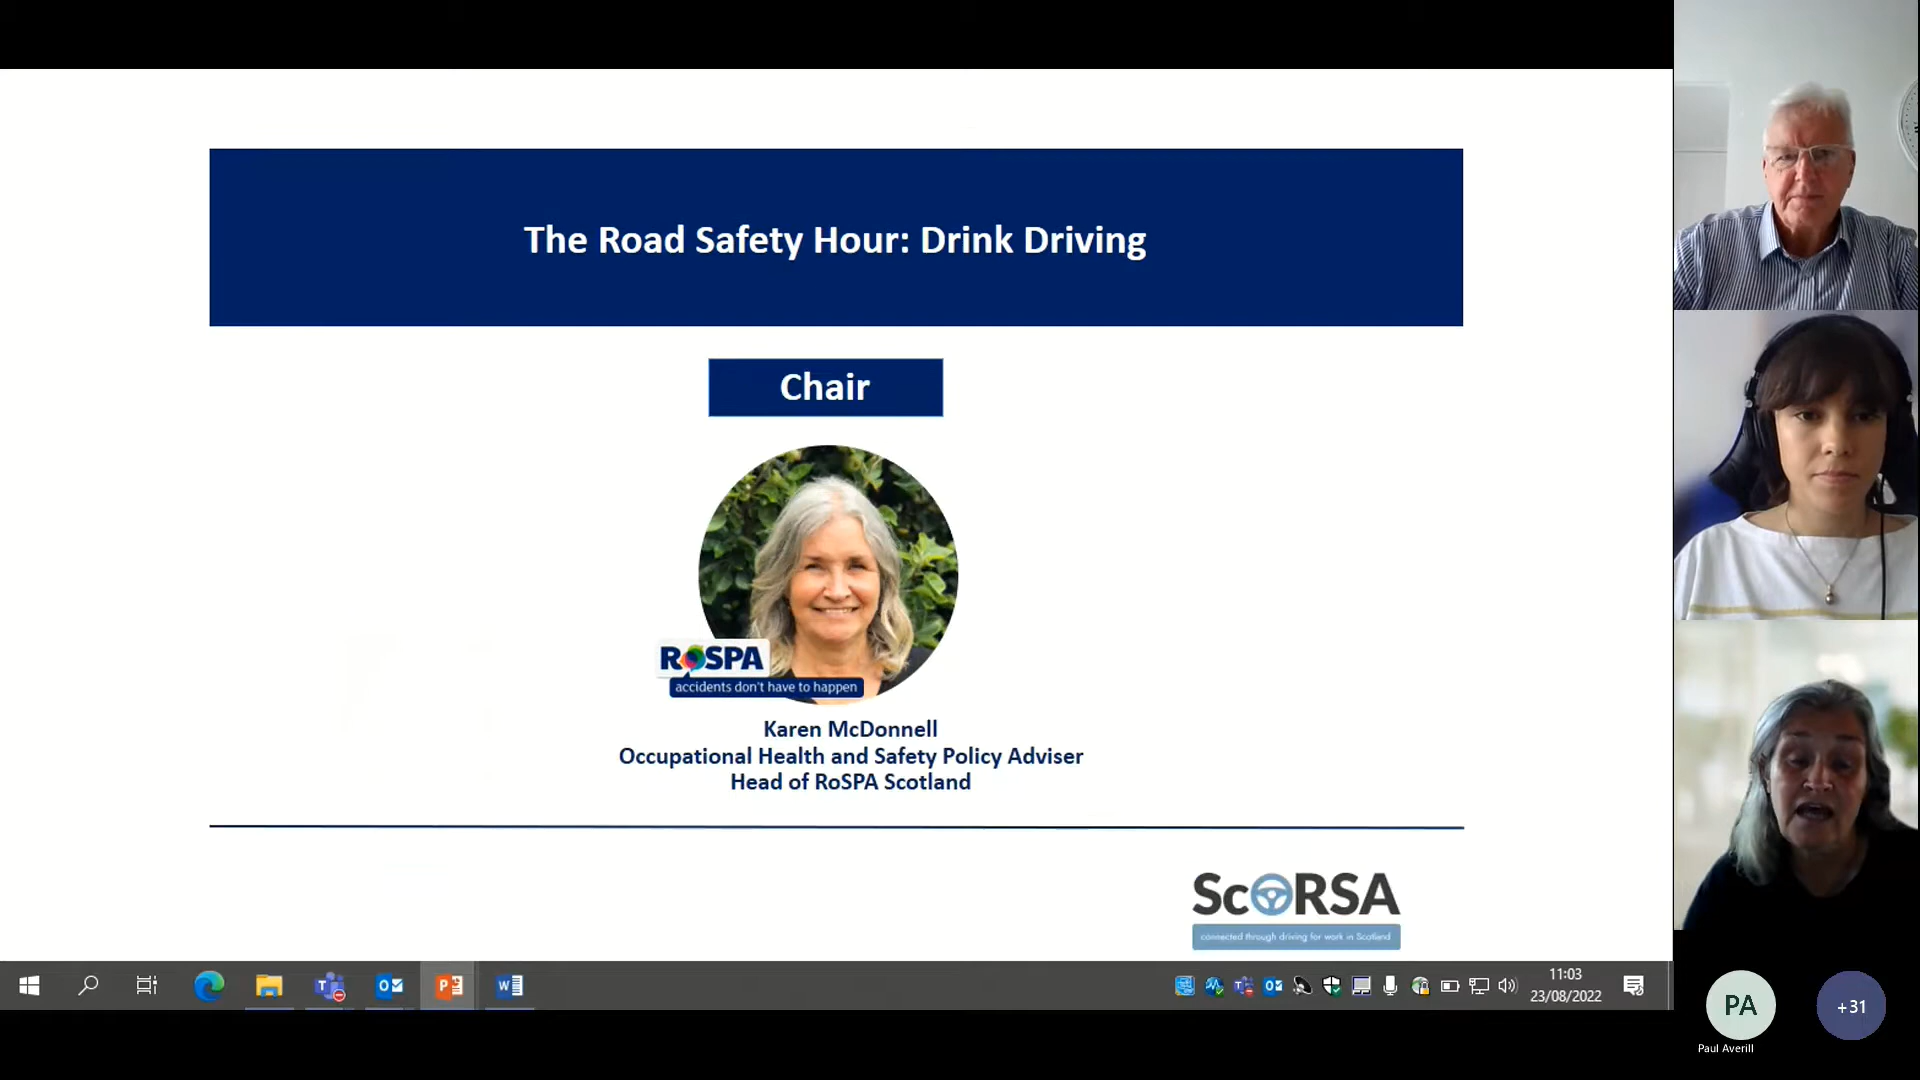 The Road Safety Hour: Drink Driving
Chair
RoSPA
accidents don't have to happen
Karen McDonnell
Occupational Health and Safety Policy Adviser
Head of RoSPA Scotland
ScORSA
connected through driving for work in Scotland
11:03
23/08/2022
PA
+31
Paul Averill